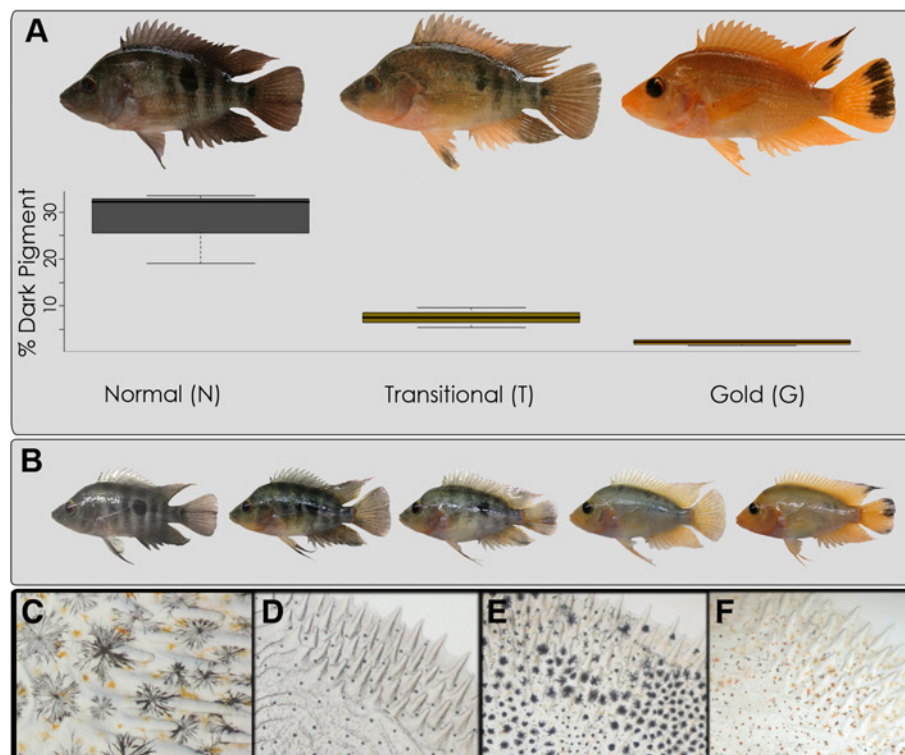 A
% Dark Pigment
30
20
10
Normal (N) Transitional (T) Gold (G)
B
C D E F